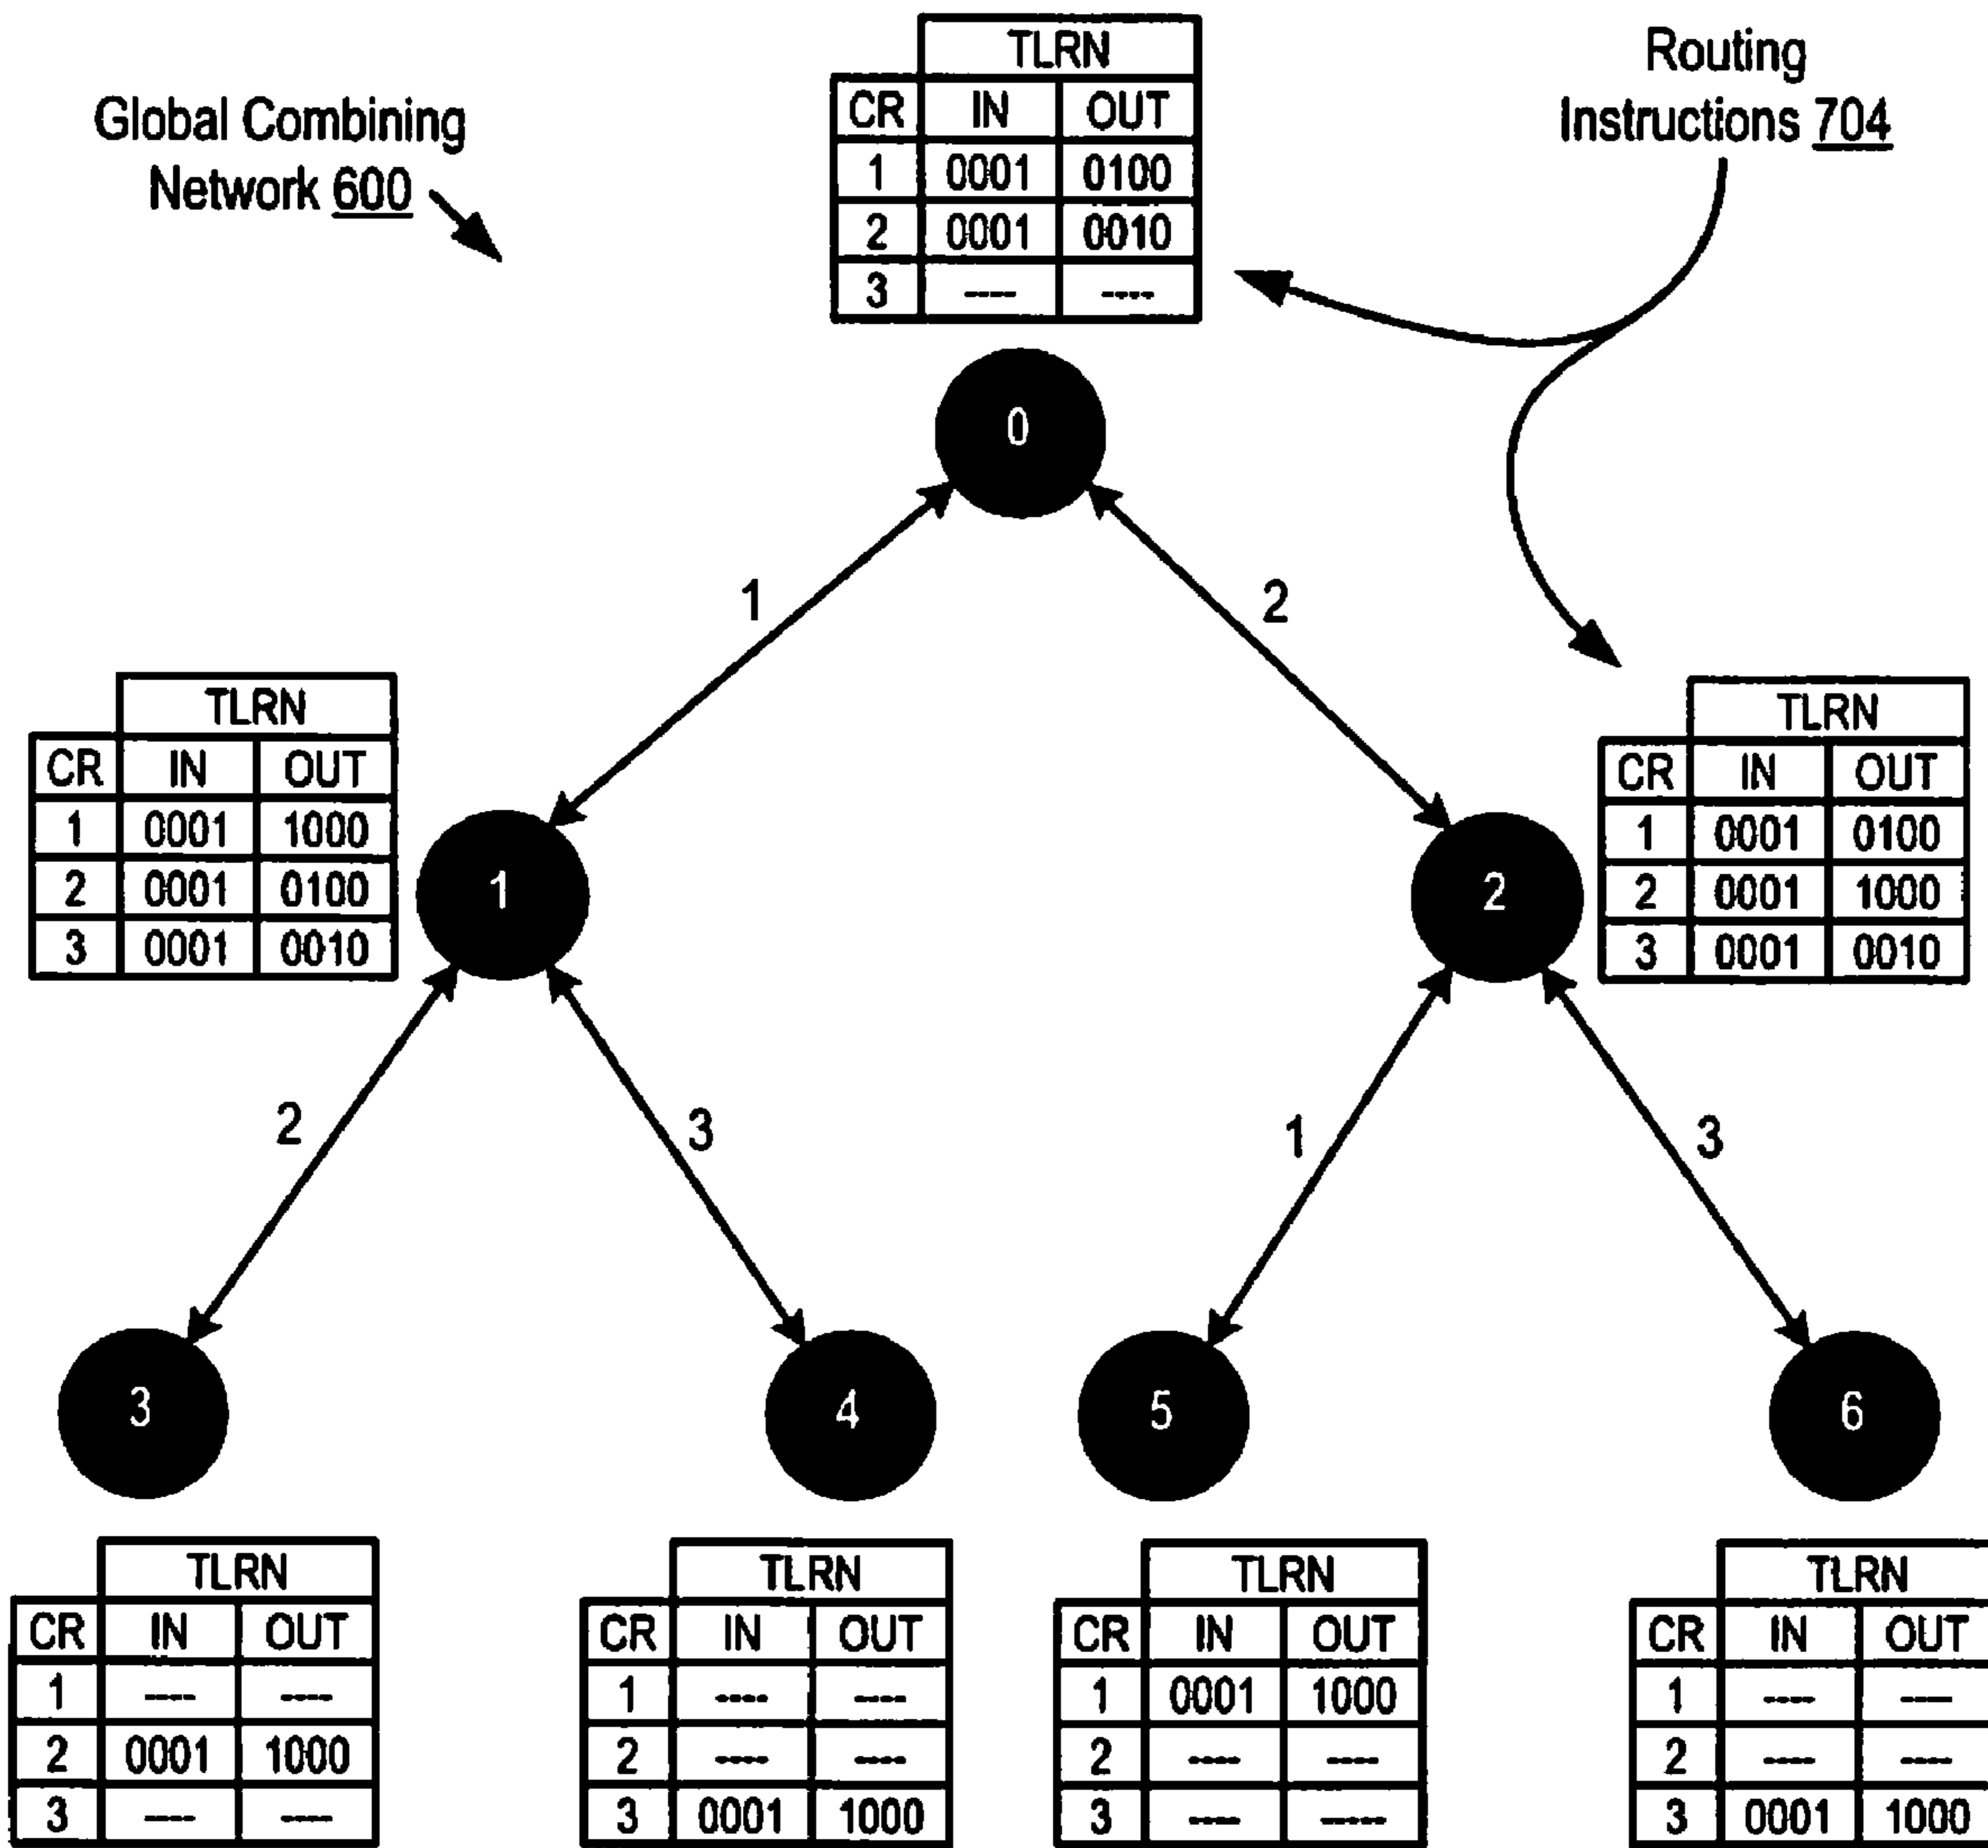 Global Combining
Network 600
Routing
Instructions 704
TLRN
CR IN OUT
1 0001 0100
2 0001 0010
3 ---- ----
0
1
2
TLRN
CR IN OUT
1 0001 1000
2 0001 0100
3 0001 0010
1
2
TLRN
CR IN OUT
1 0001 0100
2 0001 1000
3 0001 0010
2
3
1
3
3
4
5
6
TLRN
CR IN OUT
1 ---- ----
2 0001 1000
3 ---- ----
TLRN
CR IN OUT
1 ---- ----
2 ---- ----
3 0001 1000
TLRN
CR IN OUT
1 0001 1000
2 ---- ----
3 ---- ----
TLRN
CR IN OUT
1 ---- ----
2 ---- ----
3 0001 1000